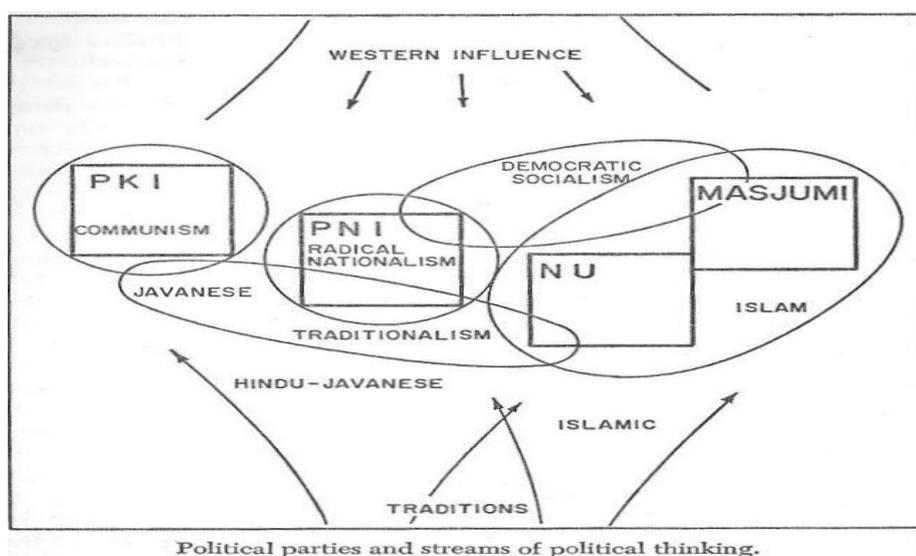 WESTERN INFLUENCE
PKI
COMMUNISM
DEMOCRATIC
SOCIALISM
MASJUMI
PNI
RADICAL
NATIONALISM
NU
JAVANESE
TRADITIONALISM
ISLAM
HINDU-JAVANESE
ISLAMIC
TRADITIONS
Political parties and streams of political thinking.